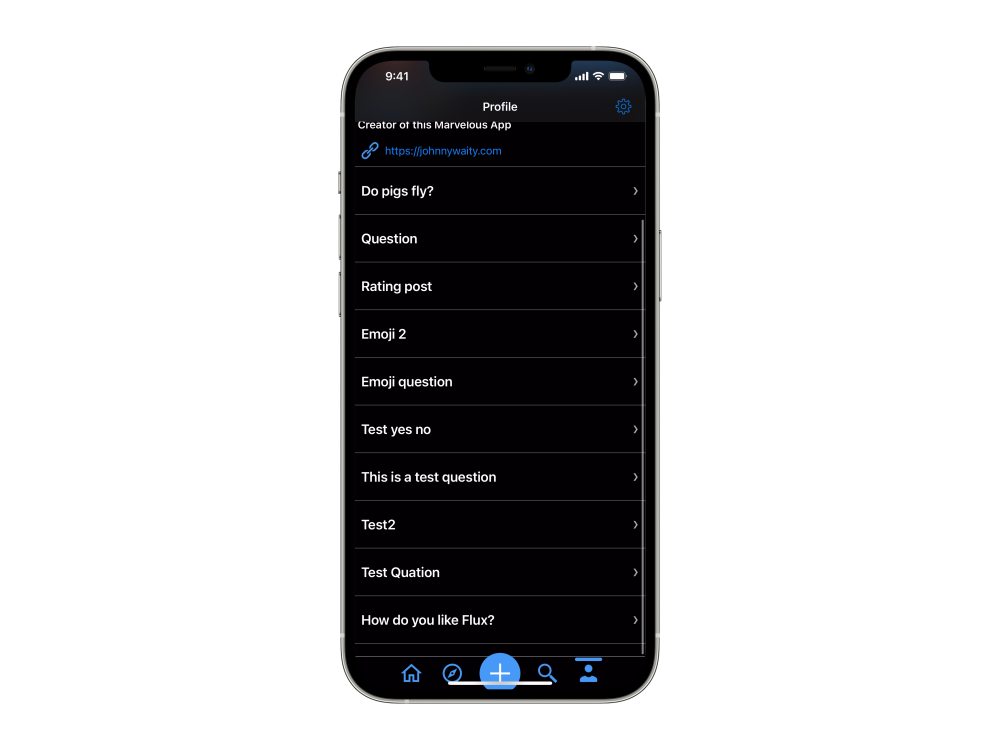 9:41
Profile
Creator of this Marvelous App
https://johnnywaity.com
Do pigs fly?
Question
Rating post
Emoji 2
Emoji question
Test yes no
This is a test question
Test2
Test Quation
How do you like Flux?